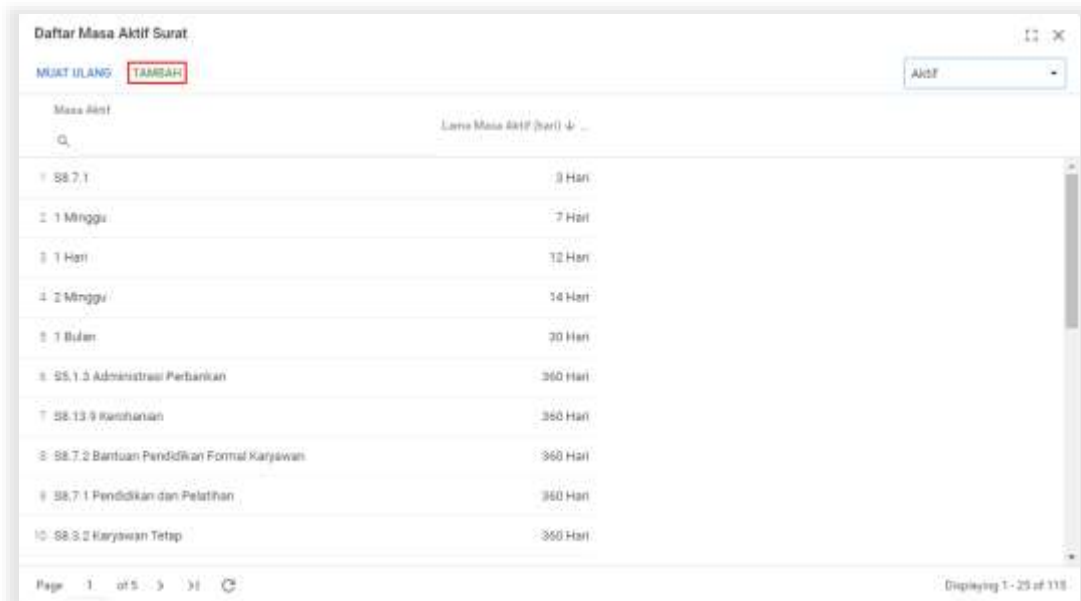 Daftar Masa Aktif Surat
MUAT ULANG TAMBAH Aktif
Masa Aktif
Lama Masa Aktif (hari) ↓ ...
1 S8.7.1 3 Hari
2 1 Minggu 7 Hari
3 1 Hari 12 Hari
4 2 Minggu 14 Hari
5 1 Bulan 30 Hari
6 S5.1.3 Administrasi Perbankan 360 Hari
7 S8.13.9 Kerohanian 360 Hari
8 S8.7.2 Bantuan Pendidikan Formal Karyawan 360 Hari
9 S8.7.1 Pendidikan dan Pelatihan 360 Hari
10 S8.3.2 Karyawan Tetap 360 Hari
Page 1 of 5 Displaying 1 - 25 of 115